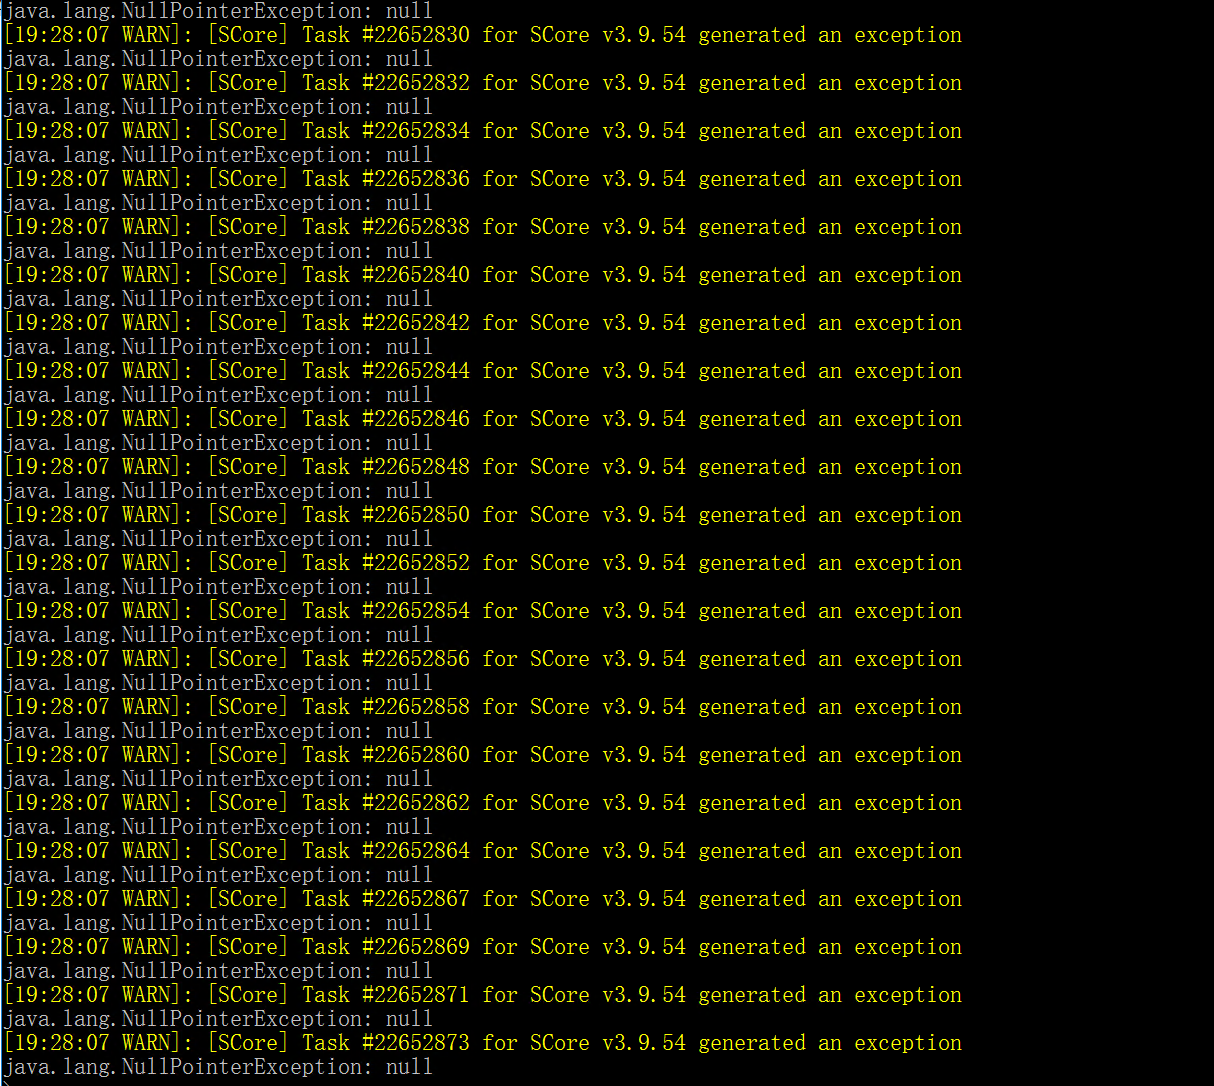 java.lang.NullPointerException: null
[19:28:07 WARN]: [SCore] Task #22652830 for SCore v3.9.54 generated an exception
java.lang.NullPointerException: null
[19:28:07 WARN]: [SCore] Task #22652832 for SCore v3.9.54 generated an exception
java.lang.NullPointerException: null
[19:28:07 WARN]: [SCore] Task #22652834 for SCore v3.9.54 generated an exception
java.lang.NullPointerException: null
[19:28:07 WARN]: [SCore] Task #22652836 for SCore v3.9.54 generated an exception
java.lang.NullPointerException: null
[19:28:07 WARN]: [SCore] Task #22652838 for SCore v3.9.54 generated an exception
java.lang.NullPointerException: null
[19:28:07 WARN]: [SCore] Task #22652840 for SCore v3.9.54 generated an exception
java.lang.NullPointerException: null
[19:28:07 WARN]: [SCore] Task #22652842 for SCore v3.9.54 generated an exception
java.lang.NullPointerException: null
[19:28:07 WARN]: [SCore] Task #22652844 for SCore v3.9.54 generated an exception
java.lang.NullPointerException: null
[19:28:07 WARN]: [SCore] Task #22652846 for SCore v3.9.54 generated an exception
java.lang.NullPointerException: null
[19:28:07 WARN]: [SCore] Task #22652848 for SCore v3.9.54 generated an exception
java.lang.NullPointerException: null
[19:28:07 WARN]: [SCore] Task #22652850 for SCore v3.9.54 generated an exception
java.lang.NullPointerException: null
[19:28:07 WARN]: [SCore] Task #22652852 for SCore v3.9.54 generated an exception
java.lang.NullPointerException: null
[19:28:07 WARN]: [SCore] Task #22652854 for SCore v3.9.54 generated an exception
java.lang.NullPointerException: null
[19:28:07 WARN]: [SCore] Task #22652856 for SCore v3.9.54 generated an exception
java.lang.NullPointerException: null
[19:28:07 WARN]: [SCore] Task #22652858 for SCore v3.9.54 generated an exception
java.lang.NullPointerException: null
[19:28:07 WARN]: [SCore] Task #22652860 for SCore v3.9.54 generated an exception
java.lang.NullPointerException: null
[19:28:07 WARN]: [SCore] Task #22652862 for SCore v3.9.54 generated an exception
java.lang.NullPointerException: null
[19:28:07 WARN]: [SCore] Task #22652864 for SCore v3.9.54 generated an exception
java.lang.NullPointerException: null
[19:28:07 WARN]: [SCore] Task #22652867 for SCore v3.9.54 generated an exception
java.lang.NullPointerException: null
[19:28:07 WARN]: [SCore] Task #22652869 for SCore v3.9.54 generated an exception
java.lang.NullPointerException: null
[19:28:07 WARN]: [SCore] Task #22652871 for SCore v3.9.54 generated an exception
java.lang.NullPointerException: null
[19:28:07 WARN]: [SCore] Task #22652873 for SCore v3.9.54 generated an exception
java.lang.NullPointerException: null